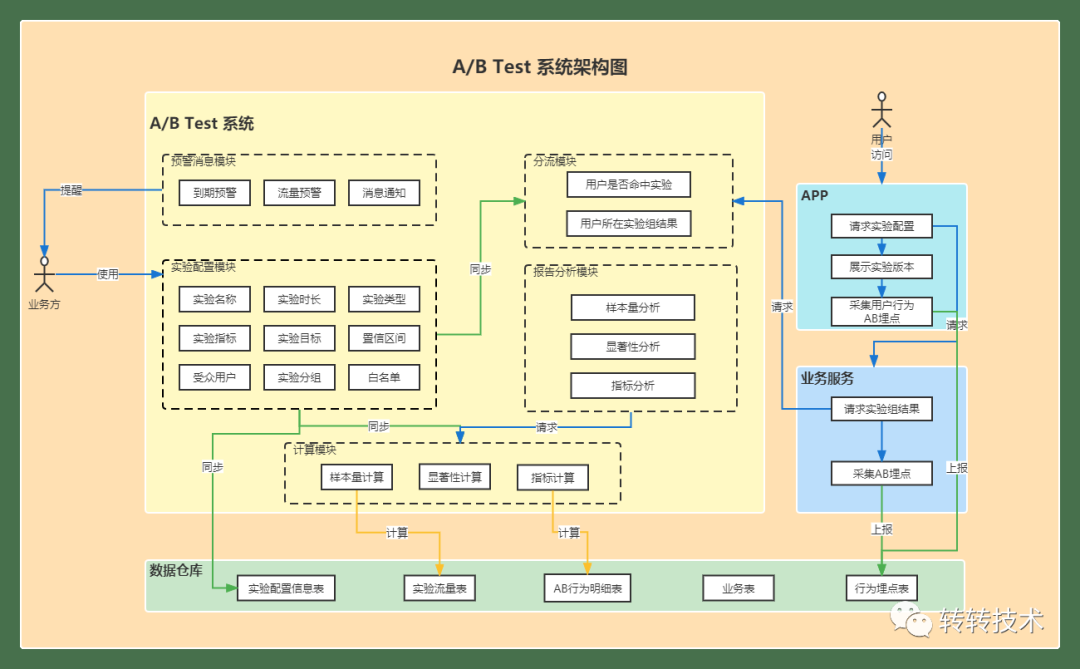 A/B Test 系统架构图
A/B Test 系统
预警消息模块
到期预警
流量预警
消息通知
提醒
业务方
使用
实验配置模块
实验名称
实验时长
实验类型
实验指标
实验目标
置信区间
受众用户
实验分组
白名单
同步
分流模块
用户是否命中实验
用户所在实验组结果
报告分析模块
样本量分析
显著性分析
指标分析
同步
请求
同步
计算模块
样本量计算
显著性计算
指标计算
计算
计算
用户
访问
APP
请求实验配置
展示实验版本
采集用户行为
AB埋点
请求
请求
业务服务
请求实验组结果
采集AB埋点
上报
上报
数据仓库
实验配置信息表
实验流量表
AB行为明细表
业务表
行为埋点表
转转技术